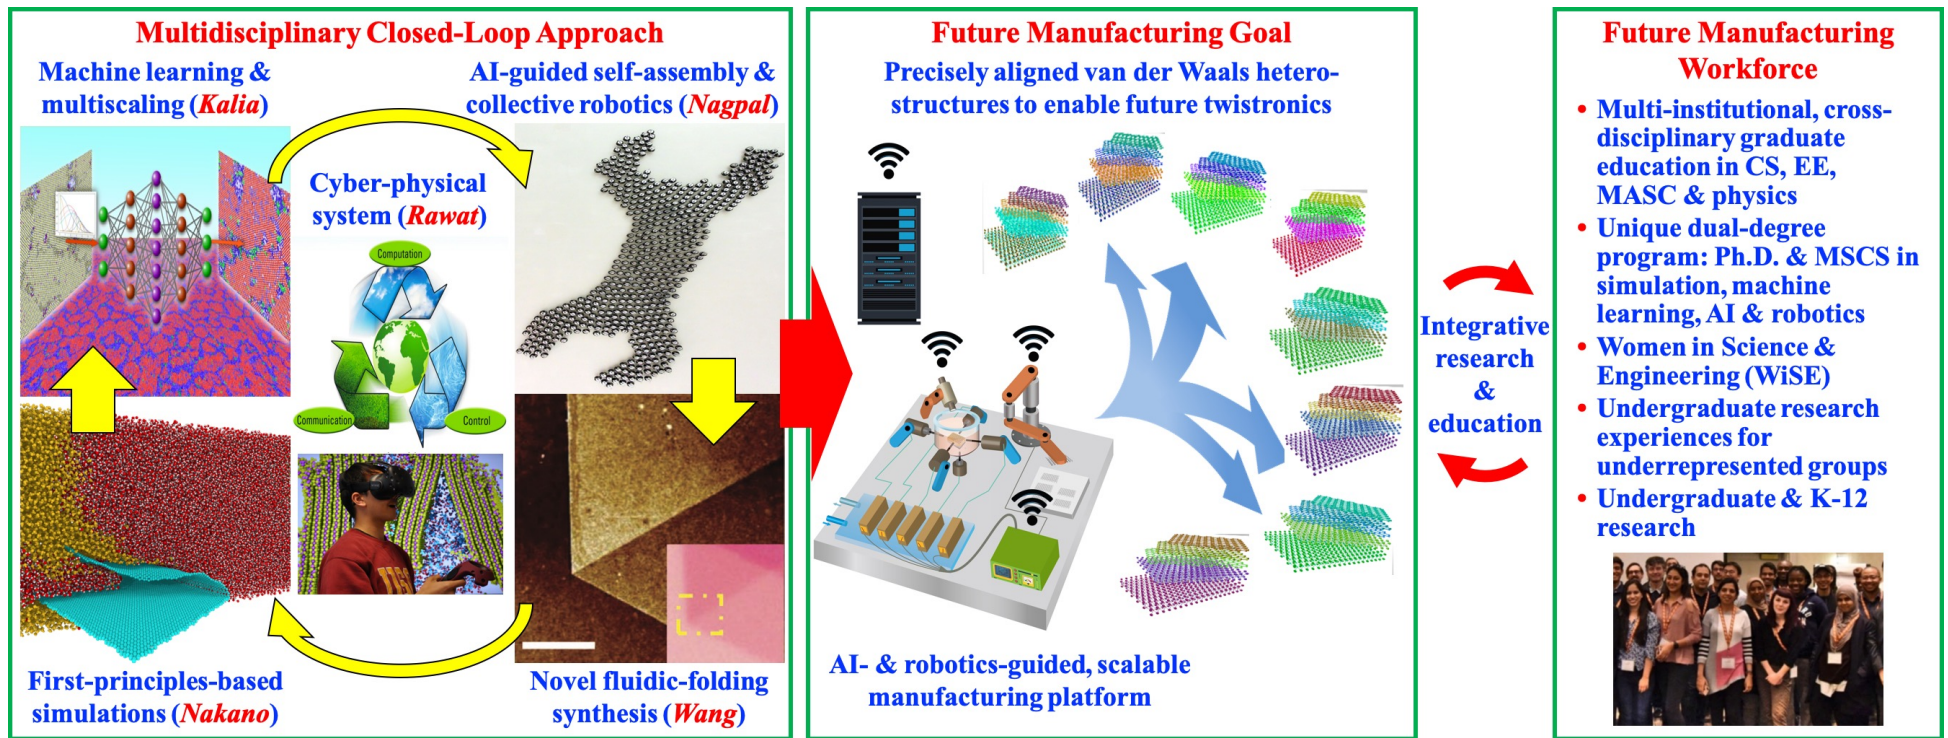 Multidisciplinary Closed-Loop Approach
Machine learning &
multiscaling (Kalia)
AI-guided self-assembly &
collective robotics (Nagpal)
Cyber-physical
system (Rawat)
Computation
Communication
Control
First-principles-based
simulations (Nakano)
Novel fluidic-folding
synthesis (Wang)
Future Manufacturing Goal
Precisely aligned van der Waals hetero-
structures to enable future twistronics
AI- & robotics-guided, scalable
manufacturing platform
Integrative
research
&
education
Future Manufacturing
Workforce
• Multi-institutional, cross-
disciplinary graduate
education in CS, EE,
MASC & physics
• Unique dual-degree
program: Ph.D. & MSCS in
simulation, machine
learning, AI & robotics
• Women in Science &
Engineering (WiSE)
• Undergraduate research
experiences for
underrepresented groups
• Undergraduate & K-12
research